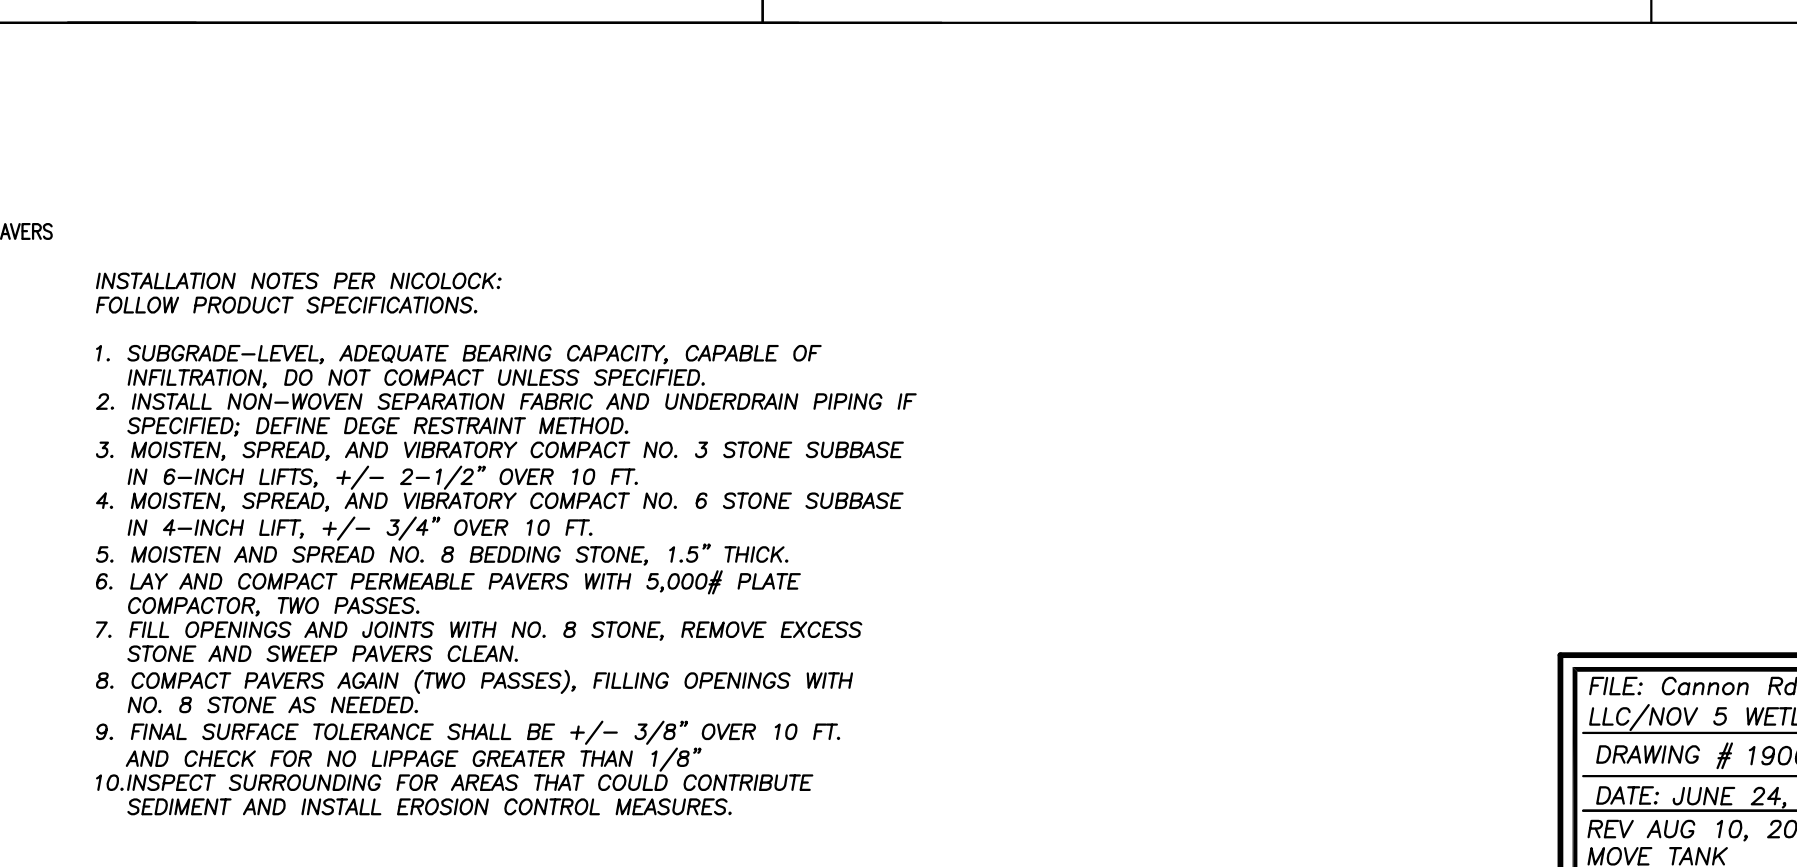 AVERS
INSTALLATION NOTES PER NICOLOCK:
FOLLOW PRODUCT SPECIFICATIONS.
1. SUBGRADE-LEVEL, ADEQUATE BEARING CAPACITY, CAPABLE OF
INFILTRATION, DO NOT COMPACT UNLESS SPECIFIED.
2. INSTALL NON-WOVEN SEPARATION FABRIC AND UNDERDRAIN PIPING IF
SPECIFIED; DEFINE DEGE RESTRAINT METHOD.
3. MOISTEN, SPREAD, AND VIBRATORY COMPACT NO. 3 STONE SUBBASE
IN 6-INCH LIFTS, +/- 2-1/2" OVER 10 FT.
4. MOISTEN, SPREAD, AND VIBRATORY COMPACT NO. 6 STONE SUBBASE
IN 4-INCH LIFT, +/- 3/4" OVER 10 FT.
5. MOISTEN AND SPREAD NO. 8 BEDDING STONE, 1.5" THICK.
6. LAY AND COMPACT PERMEABLE PAVERS WITH 5,000# PLATE
COMPACTOR, TWO PASSES.
7. FILL OPENINGS AND JOINTS WITH NO. 8 STONE, REMOVE EXCESS
STONE AND SWEEP PAVERS CLEAN.
8. COMPACT PAVERS AGAIN (TWO PASSES), FILLING OPENINGS WITH
NO. 8 STONE AS NEEDED.
9. FINAL SURFACE TOLERANCE SHALL BE +/- 3/8" OVER 10 FT.
AND CHECK FOR NO LIPPAGE GREATER THAN 1/8"
10.INSPECT SURROUNDING FOR AREAS THAT COULD CONTRIBUTE
SEDIMENT AND INSTALL EROSION CONTROL MEASURES.
FILE: Cannon Rd
LLC/NOV 5 WETL
DRAWING # 190
DATE: JUNE 24,
REV AUG 10, 20
MOVE TANK